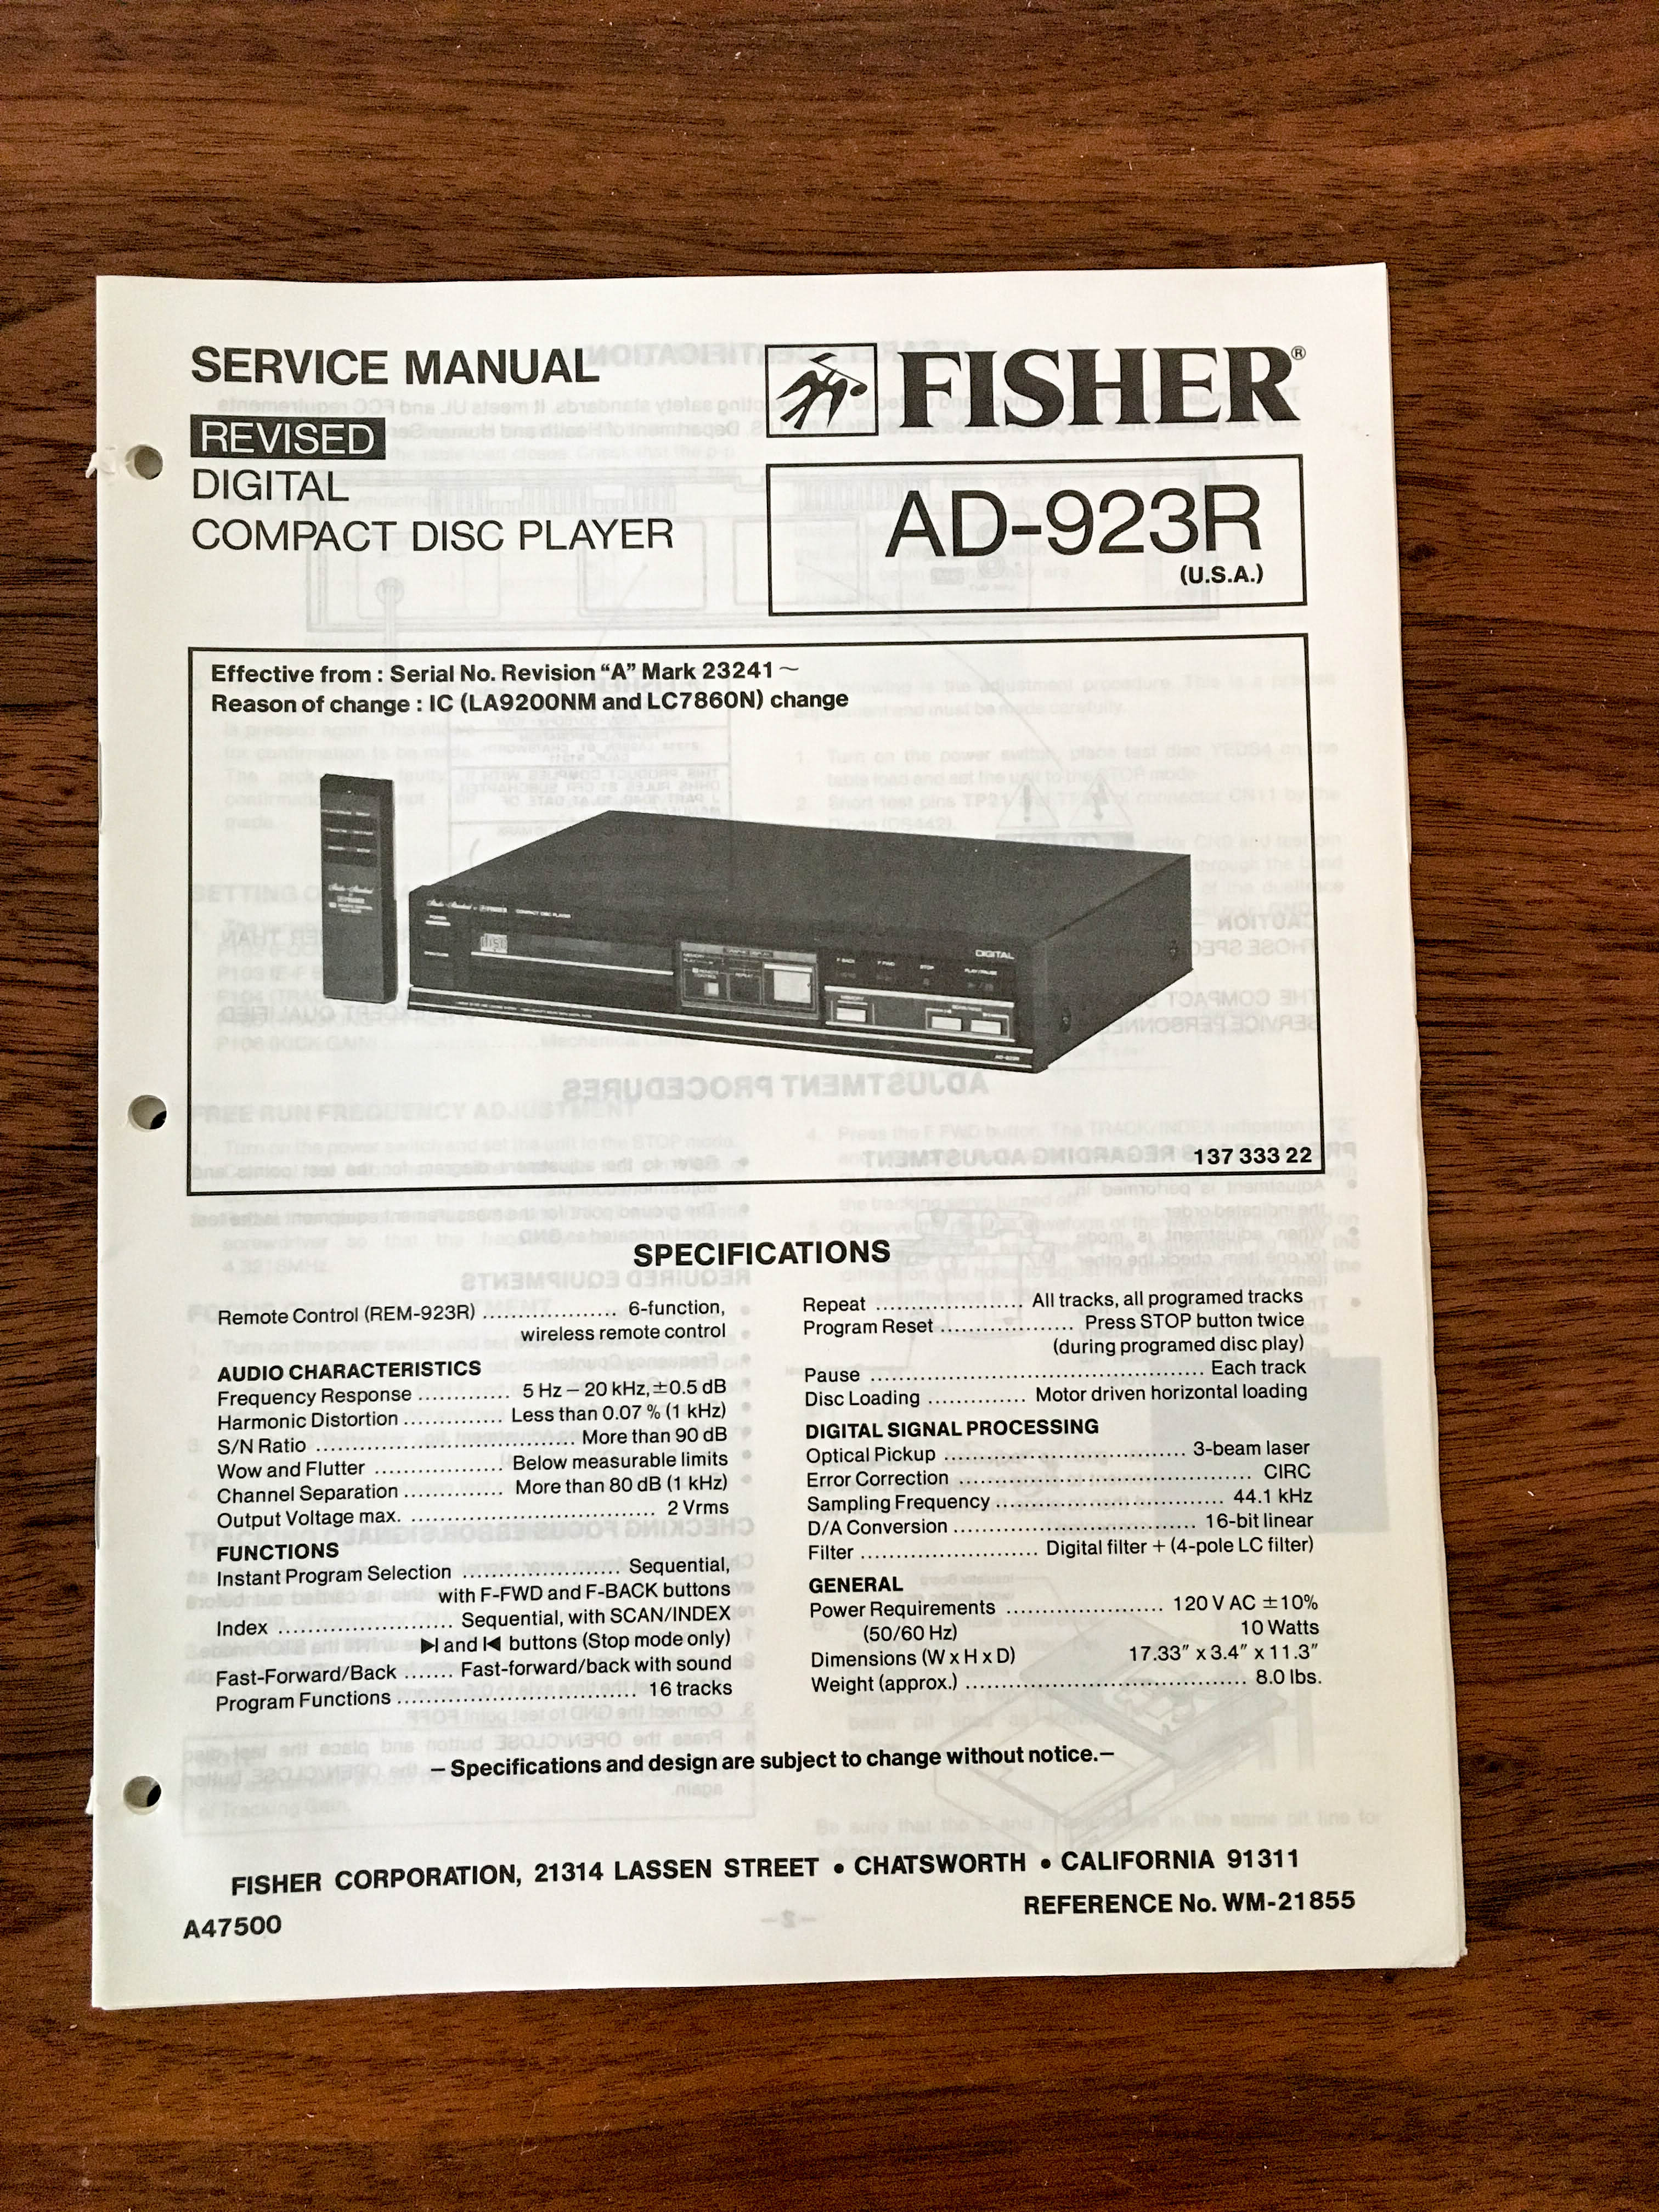 SERVICE MANUAL
REVISED
DIGITAL
COMPACT DISC PLAYER
FISHER®
AD-923R
(U.S.A.)
Effective from : Serial No. Revision “A” Mark 23241 ~
Reason of change : IC (LA9200NM and LC7860N) change
COMPACT DISC PLAYER
DIGITAL
AD-923R
137 333 22
SPECIFICATIONS
Remote Control (REM-923R) .................. 6-function,
wireless remote control
AUDIO CHARACTERISTICS
Frequency Response ............ 5 Hz – 20 kHz, ±0.5 dB
Harmonic Distortion .............. Less than 0.07 % (1 kHz)
S/N Ratio .................................... More than 90 dB
Wow and Flutter .................. Below measurable limits
Channel Separation .............. More than 80 dB (1 kHz)
Output Voltage max. .................................. 2 Vrms
FUNCTIONS
Instant Program Selection ...................... Sequential,
with F-FWD and F-BACK buttons
Index ........................ Sequential, with SCAN/INDEX
▶I and I◀ buttons (Stop mode only)
Fast-Forward/Back ....... Fast-forward/back with sound
Program Functions ................................. 16 tracks
Repeat ..................... All tracks, all programed tracks
Program Reset ................... Press STOP button twice
(during programed disc play)
Pause ............................................... Each track
Disc Loading .............. Motor driven horizontal loading
DIGITAL SIGNAL PROCESSING
Optical Pickup .................................. 3-beam laser
Error Correction ......................................... CIRC
Sampling Frequency ................................ 44.1 kHz
D/A Conversion .................................. 16-bit linear
Filter ......................... Digital filter + (4-pole LC filter)
GENERAL
Power Requirements ...................... 120 V AC ±10%
(50/60 Hz) 10 Watts
Dimensions (W x H x D) 17.33″ x 3.4″ x 11.3″
Weight (approx.) ....................................... 8.0 lbs.
– Specifications and design are subject to change without notice.–
FISHER CORPORATION, 21314 LASSEN STREET • CHATSWORTH • CALIFORNIA 91311
REFERENCE No. WM-21855
A47500